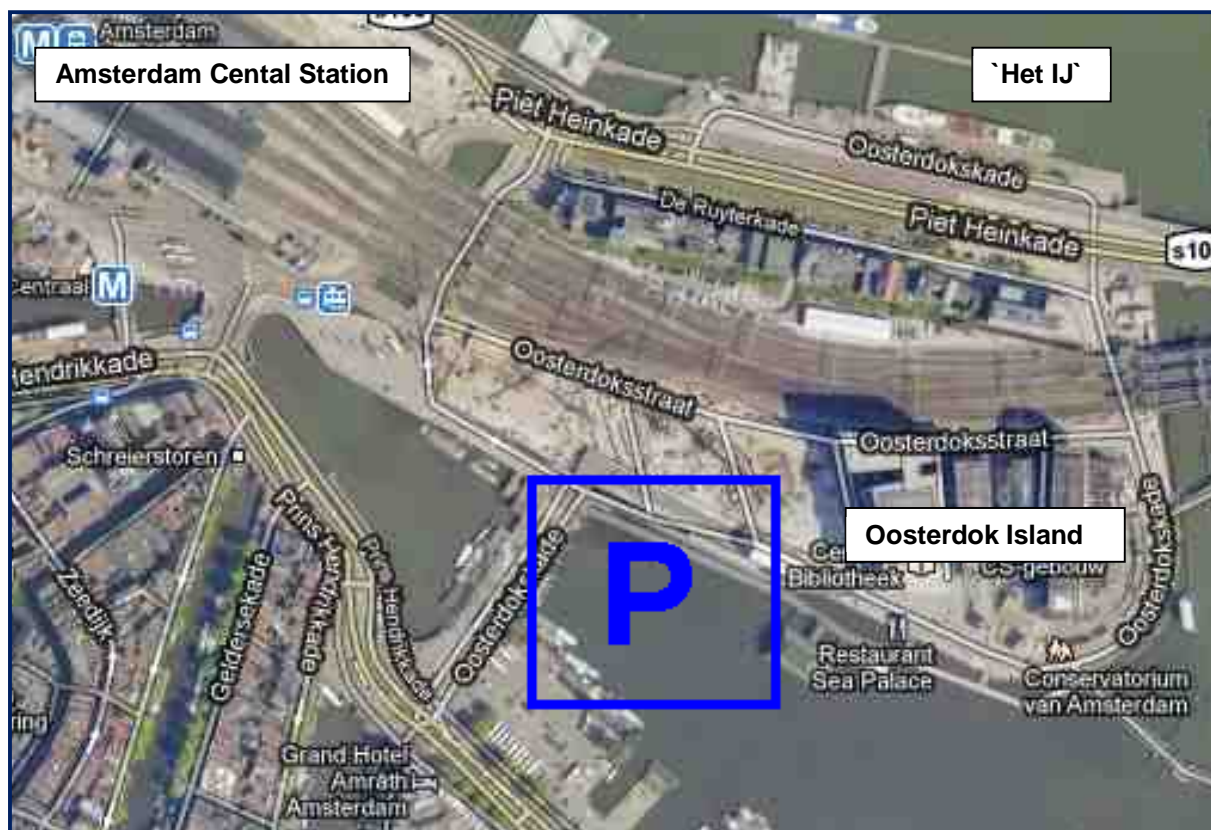 Amsterdam
Amsterdam Cental Station
`Het IJ`
Piet Heinkade
Oosterdokskade
De Ruyterkade
Piet Heinkade
s10
Centraal
M
M
Hendrikkade
Oosterdoksstraat
Oosterdoksstraat
Schreierstoren
Oosterdok Island
P
Bibliotheek
CS-gebouw
Prins Hendrikkade
Prins Hendrikkade
Oosterdokskade
Oosterdokskade
Zeedijk
Geldersekade
Restaurant
Sea Palace
Conservatorium
van Amsterdam
Grand Hotel
Amrath
Amsterdam
ring